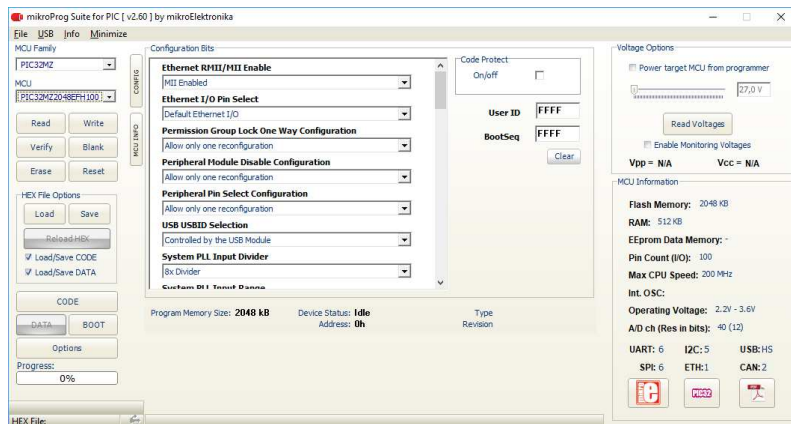 mikroProg Suite for PIC [ v2.60 ] by mikroElektronika
File USB Info Minimize
MCU Family
PIC32MZ
MCU
PIC32MZ2048EFH100
Read Write
Verify Blank
Erase Reset
HEX File Options
Load Save
Reload HEX
Load/Save CODE
Load/Save DATA
CODE
DATA BOOT
Options
Progress:
0%
HEX File:
CONFIG
MCU INFO
Configuration Bits
Ethernet RMII/MII Enable
MII Enabled
Ethernet I/O Pin Select
Default Ethernet I/O
Permission Group Lock One Way Configuration
Allow only one reconfiguration
Peripheral Module Disable Configuration
Allow only one reconfiguration
Peripheral Pin Select Configuration
Allow only one reconfiguration
USB USBID Selection
Controlled by the USB Module
System PLL Input Divider
8x Divider
System PLL Input Range
Code Protect
On/off
User ID FFFF
BootSeq FFFF
Clear
Program Memory Size: 2048 kB Device Status: Idle Type
Address: 0h Revision
Voltage Options
Power target MCU from programmer
27,0 V
Read Voltages
Enable Monitoring Voltages
Vpp = N/A Vcc = N/A
MCU Information
Flash Memory: 2048 KB
RAM: 512 KB
EEprom Data Memory: -
Pin Count (I/O): 100
Max CPU Speed: 200 MHz
Int. OSC:
Operating Voltage: 2.2V - 3.6V
A/D ch (Res in bits): 40 (12)
UART: 6 I2C: 5 USB: HS
SPI: 6 ETH: 1 CAN: 2
PIC32